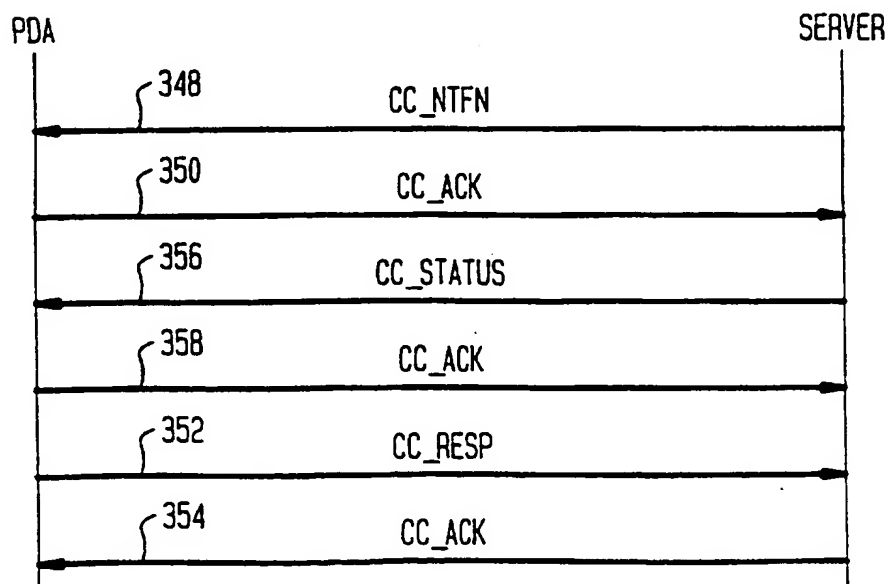 PDA SERVER
348 CC_NTFN
350 CC_ACK
356 CC_STATUS
358 CC_ACK
352 CC_RESP
354 CC_ACK